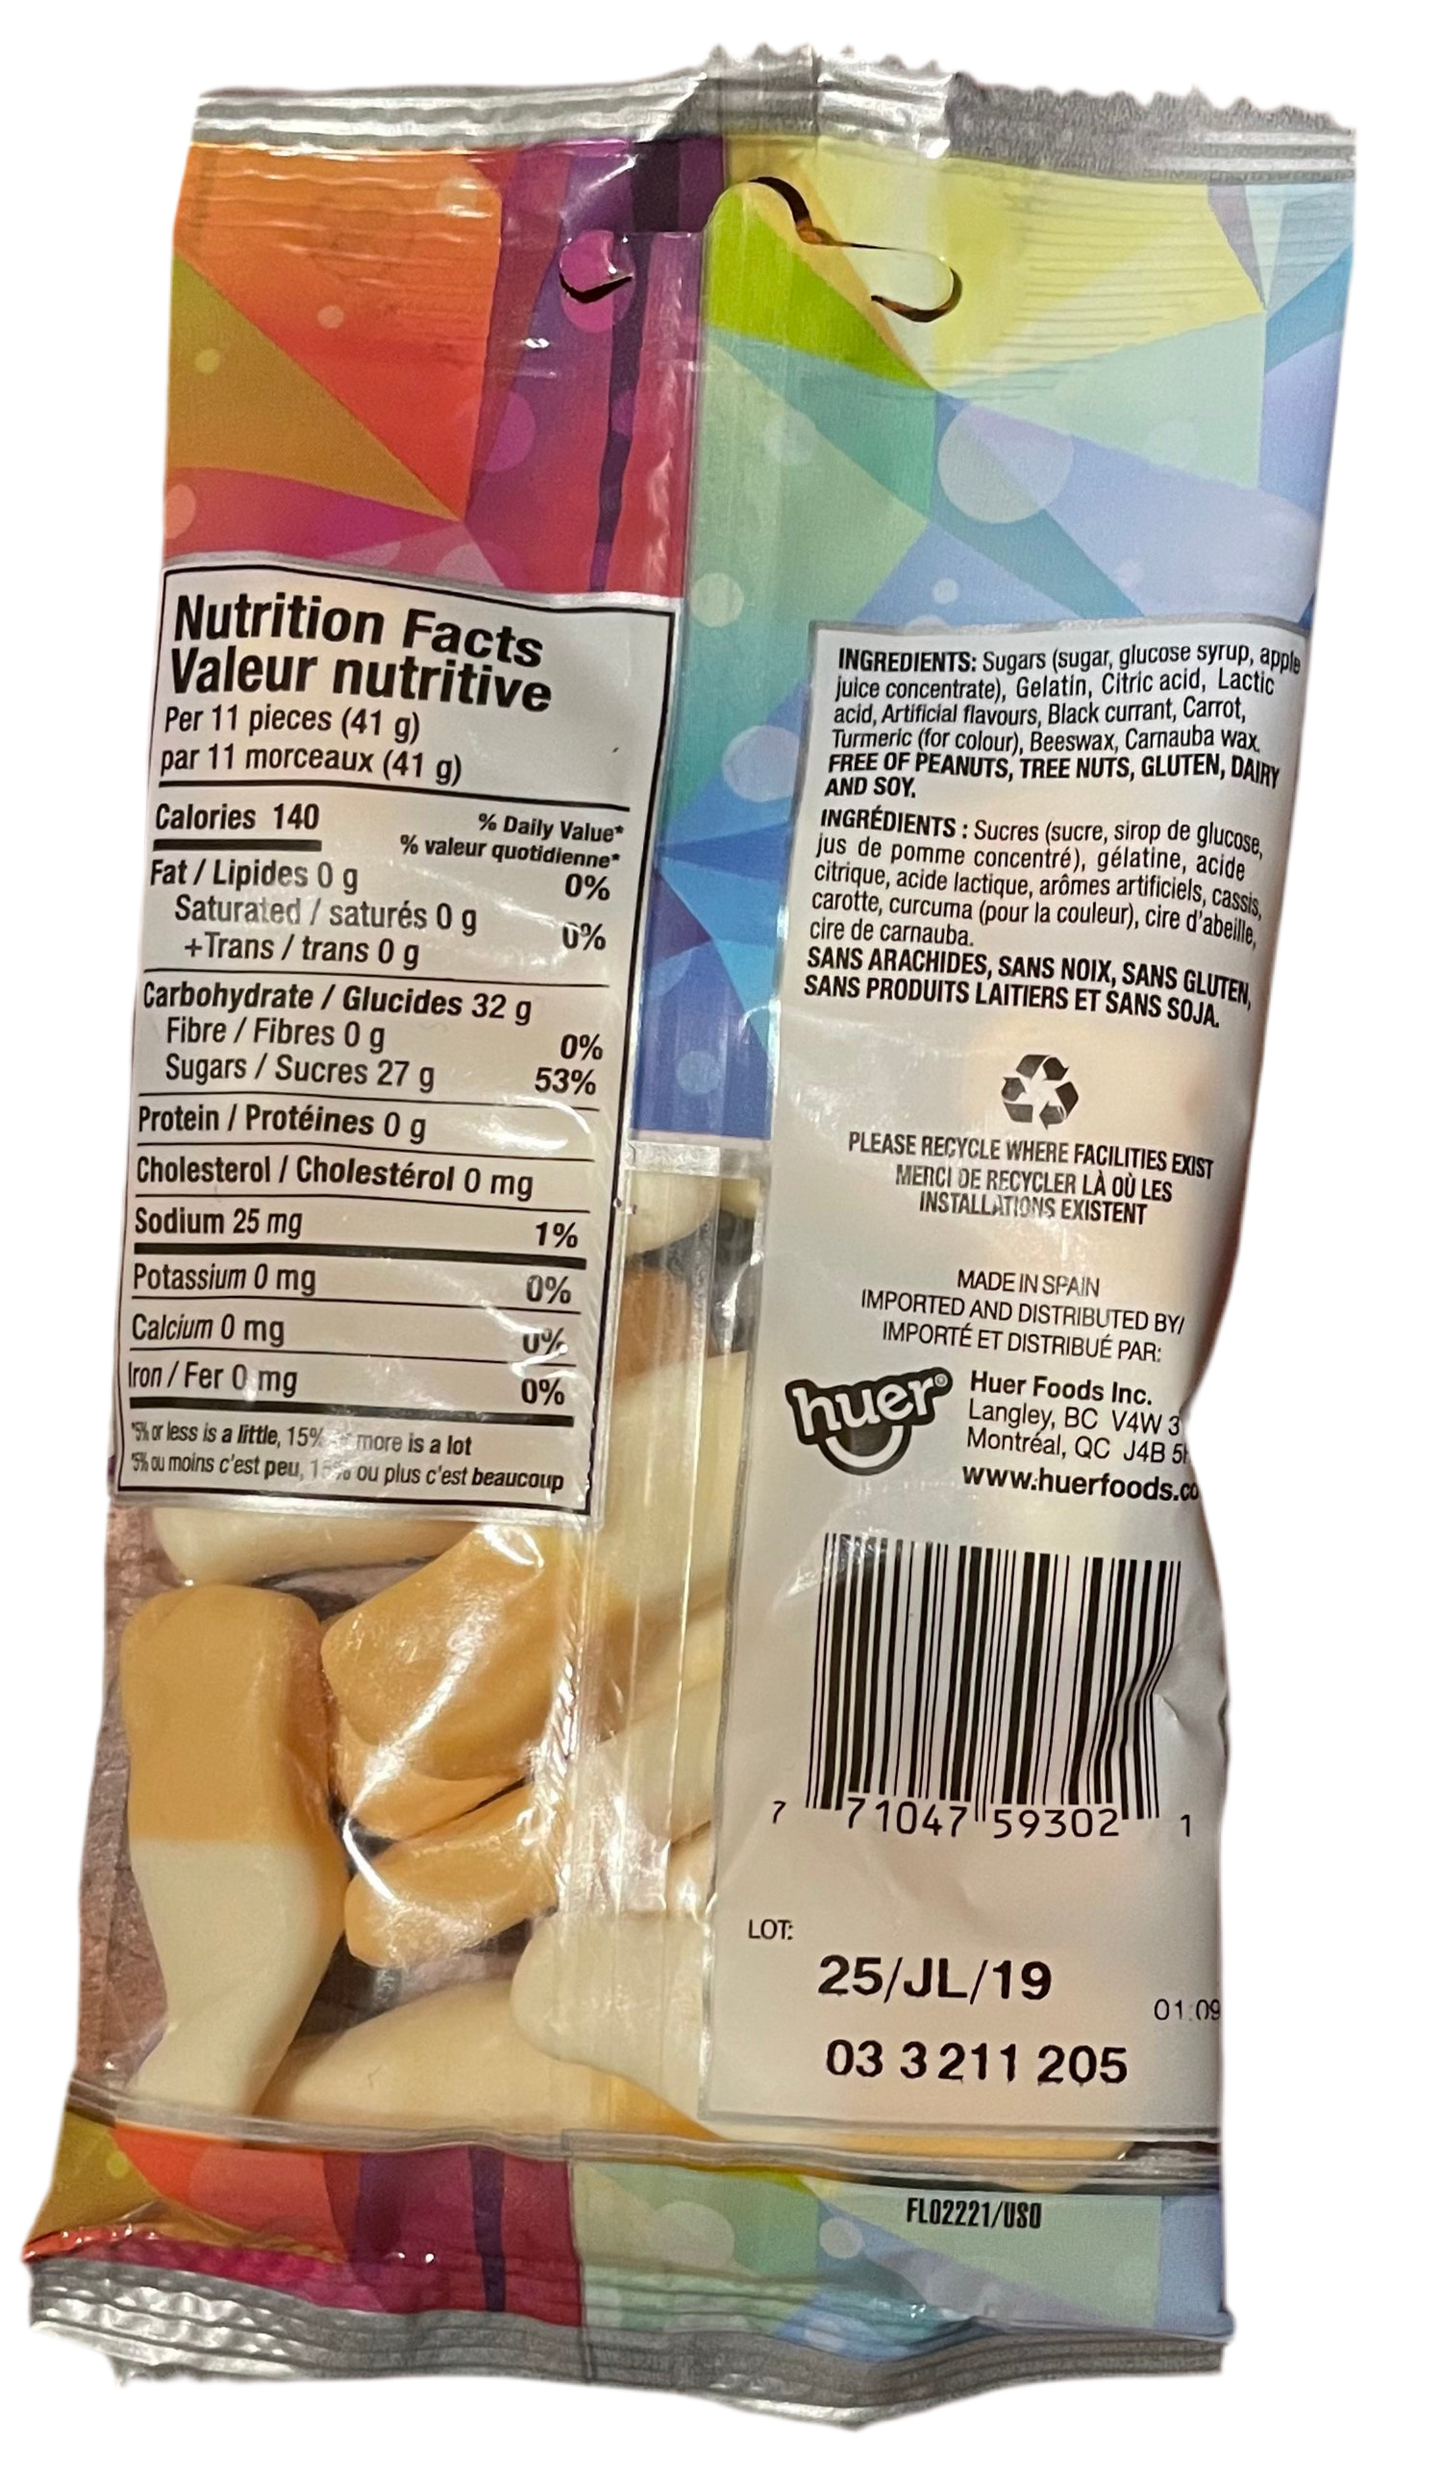 Nutrition Facts
Valeur nutritive
Per 11 pieces (41 g)
par 11 morceaux (41 g)
Calories 140
% Daily Value*
% valeur quotidienne*
Fat / Lipides 0 g 0%
Saturated / saturés 0 g 0%
+Trans / trans 0 g
Carbohydrate / Glucides 32 g
Fibre / Fibres 0 g 0%
Sugars / Sucres 27 g 53%
Protein / Protéines 0 g
Cholesterol / Cholestérol 0 mg
Sodium 25 mg 1%
Potassium 0 mg 0%
Calcium 0 mg 0%
Iron / Fer 0 mg 0%
*5% or less is a little, 15% more is a lot
*5% ou moins c'est peu, 15% ou plus c'est beaucoup
INGREDIENTS: Sugars (sugar, glucose syrup, apple
juice concentrate), Gelatin, Citric acid, Lactic
acid, Artificial flavours, Black currant, Carrot,
Turmeric (for colour), Beeswax, Carnauba wax.
FREE OF PEANUTS, TREE NUTS, GLUTEN, DAIRY
AND SOY.
INGRÉDIENTS : Sucres (sucre, sirop de glucose,
jus de pomme concentré), gélatine, acide
citrique, acide lactique, arômes artificiels, cassis,
carotte, curcuma (pour la couleur), cire d'abeille,
cire de carnauba.
SANS ARACHIDES, SANS NOIX, SANS GLUTEN,
SANS PRODUITS LAITIERS ET SANS SOJA.
PLEASE RECYCLE WHERE FACILITIES EXIST
MERCI DE RECYCLER LÀ OÙ LES
INSTALLATIONS EXISTENT
MADE IN SPAIN
IMPORTED AND DISTRIBUTED BY/
IMPORTÉ ET DISTRIBUÉ PAR:
huer®
Huer Foods Inc.
Langley, BC V4W 3
Montréal, QC J4B 5
www.huerfoods.co
7 71047 59302 1
LOT:
25/JL/19
01:09
03 3211 205
FL02221/US0